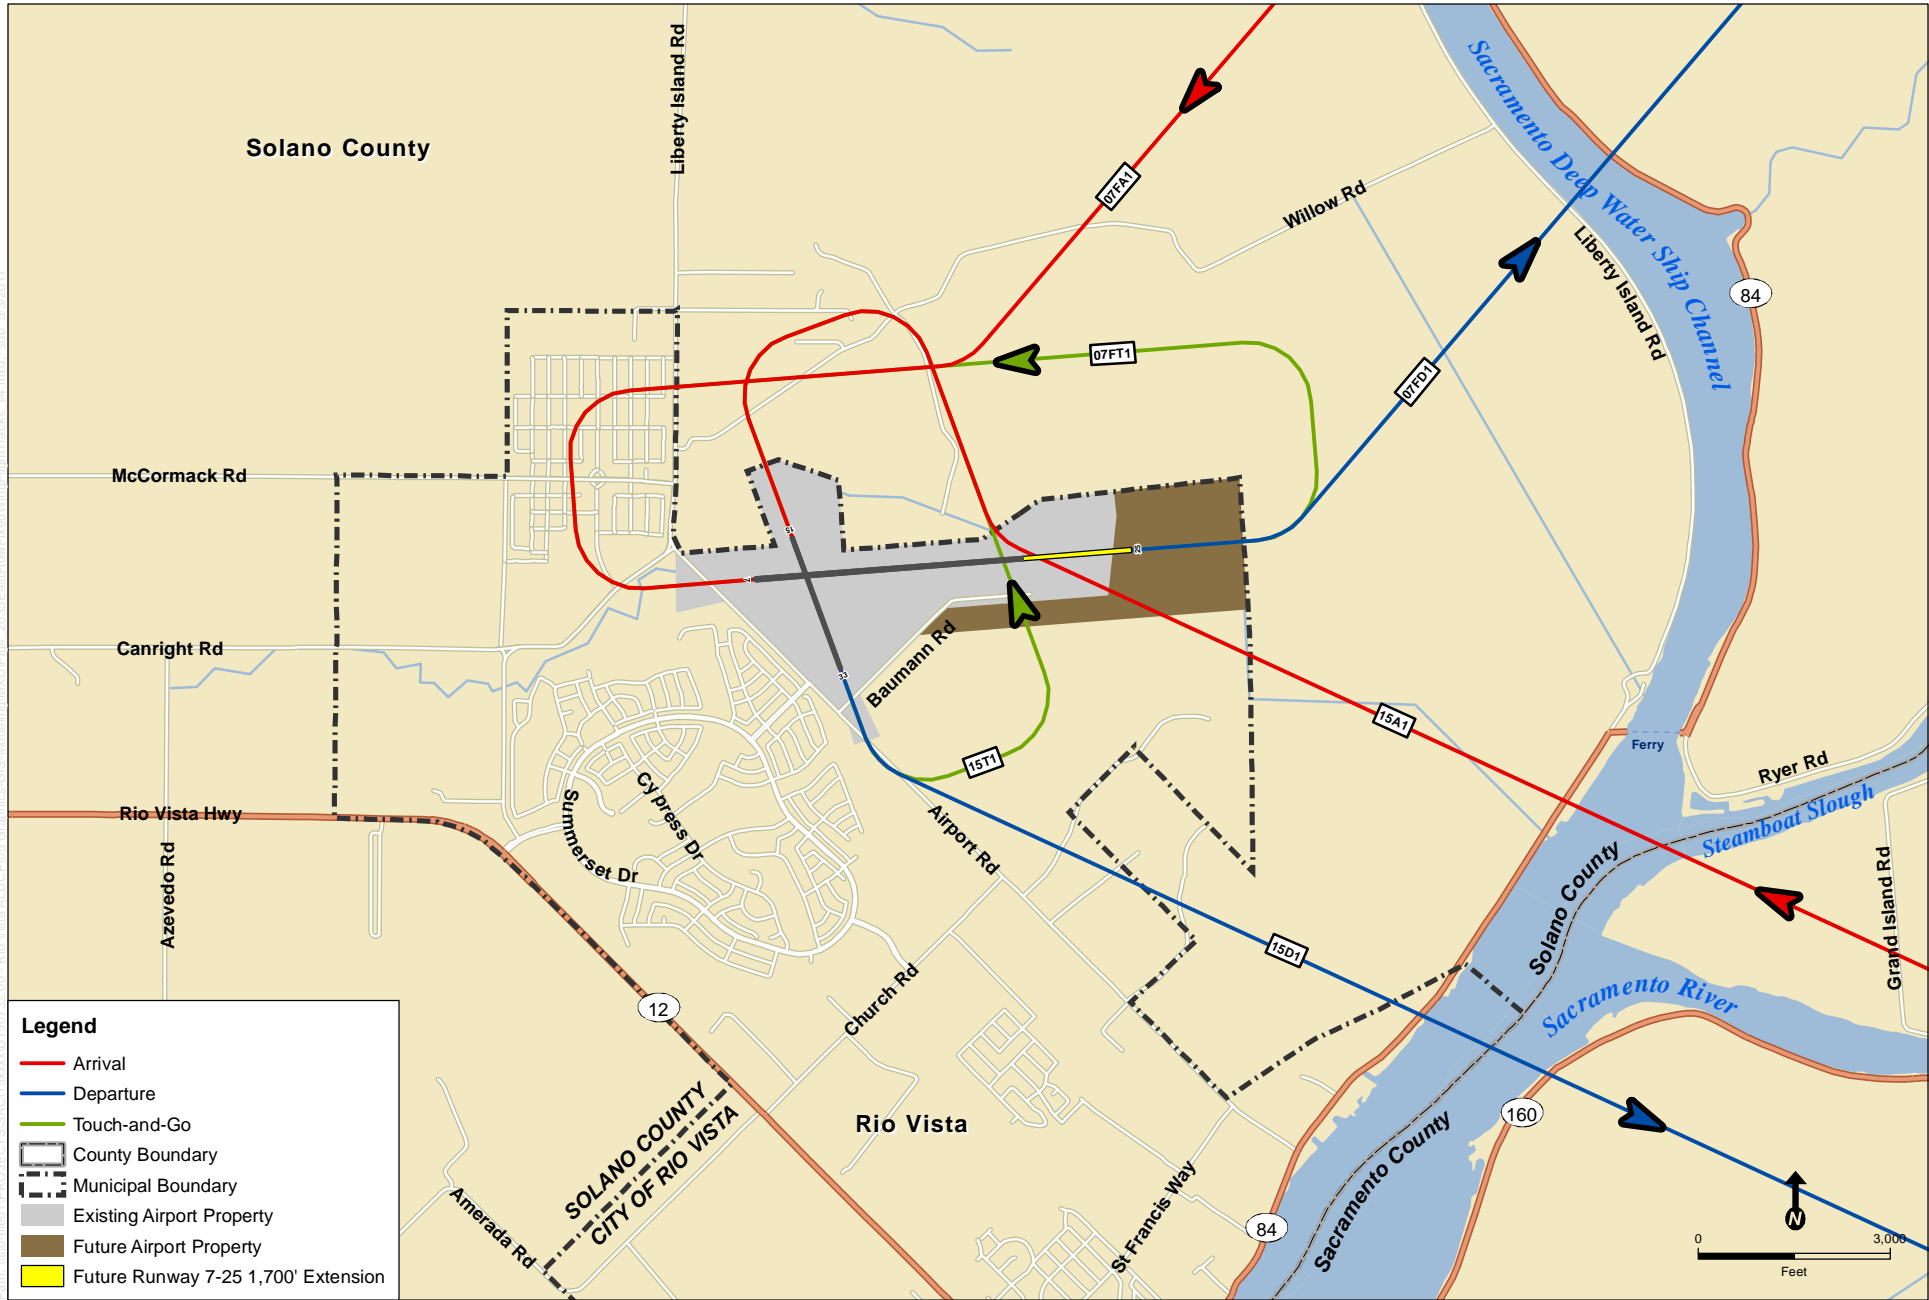 Solano County
Liberty Island Rd
07FA1
Willow Rd
Sacramento Deep Water Ship Channel
Liberty Island Rd
84
07FT1
07FD1
McCormack Rd
15
25
7
33
Canright Rd
Baumann Rd
15A1
15T1
Ferry
Ryer Rd
Steamboat Slough
Rio Vista Hwy
Azevedo Rd
Summerset Dr
Cypress Dr
Airport Rd
Solano County
Grand Island Rd
15D1
Sacramento River
12
Church Rd
Rio Vista
160
SOLANO COUNTY
CITY OF RIO VISTA
Amerada Rd
St Francis Way
84
Sacramento County
N
0 3,000
Feet
Legend
Arrival
Departure
Touch-and-Go
County Boundary
Municipal Boundary
Existing Airport Property
Future Airport Property
Future Runway 7-25 1,700' Extension